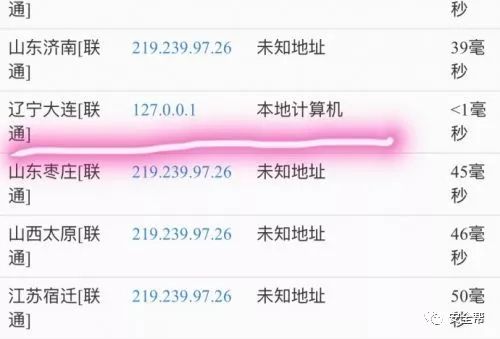 通]
秒
山东济南[联 219.239.97.26 未知地址 39毫
通] 秒
辽宁大连[联 127.0.0.1 本地计算机 <1毫
通] 秒
山东枣庄[联 219.239.97.26 未知地址 45毫
通] 秒
山西太原[联 219.239.97.26 未知地址 46毫
通] 秒
江苏宿迁[联 219.239.97.26 未知地址 50毫
通] 秒
安全帮